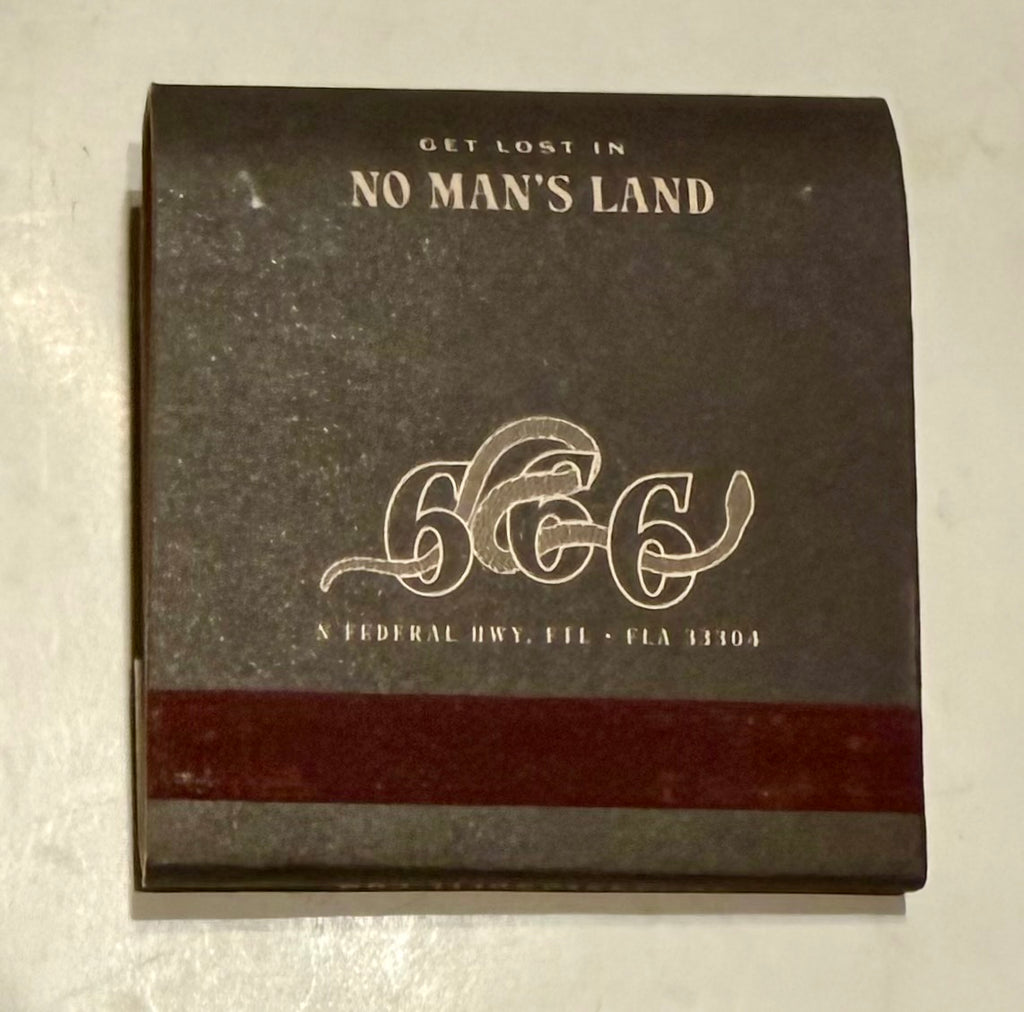 GET LOST IN
NO MAN'S LAND
666
N FEDERAL HWY. FTL • FLA 33304